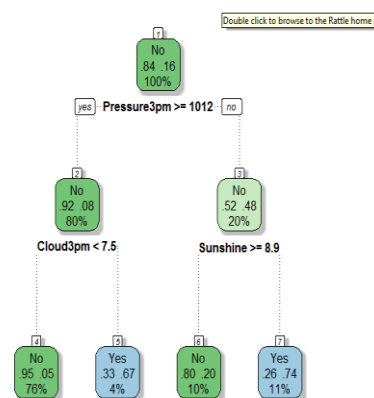 Double click to browse to the Rattle home
1
No
.84 .16
100%
yes Pressure3pm >= 1012 no
2
No
.92 .08
80%
3
No
.52 .48
20%
Cloud3pm < 7.5
Sunshine >= 8.9
4
No
.95 .05
76%
5
Yes
.33 .67
4%
6
No
.80 .20
10%
7
Yes
.26 .74
11%